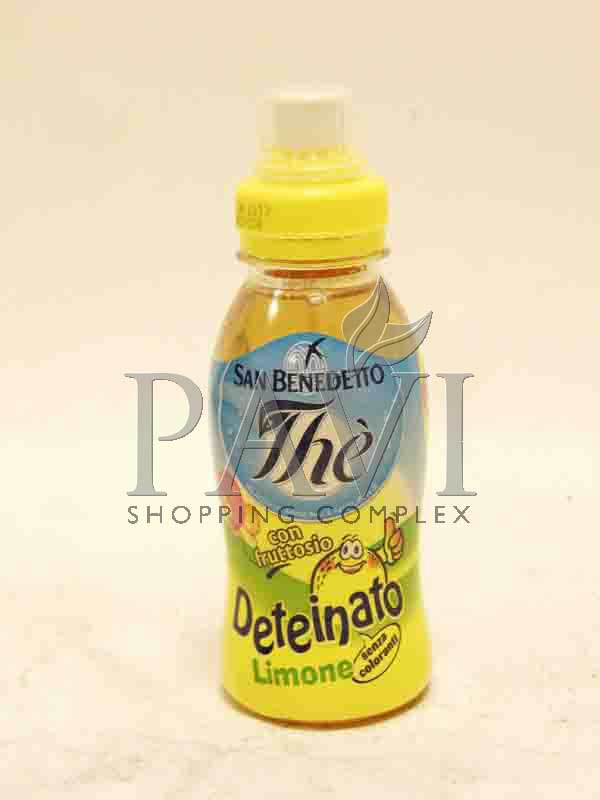 SAN BENEDETTO
Thè
PAVI
SHOPPING COMPLEX
con
fruttosio
Deteinato
Limone
senza
coloranti